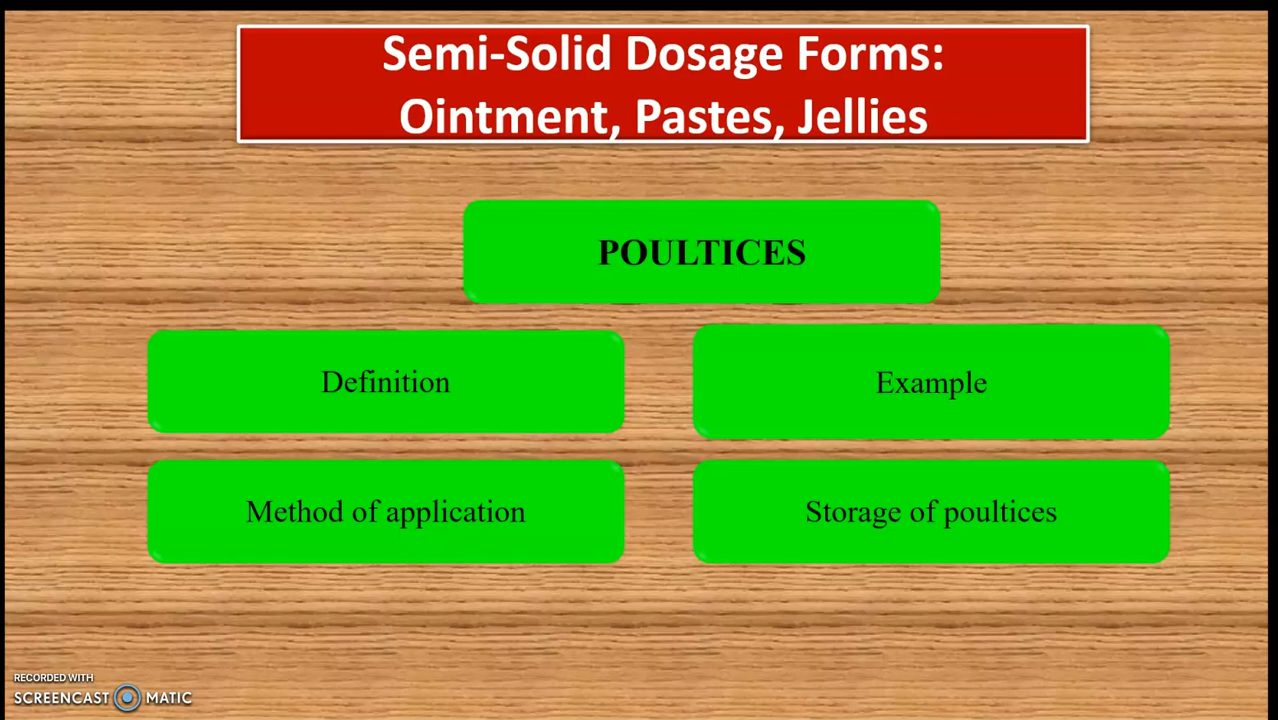 Semi-Solid Dosage Forms:
Ointment, Pastes, Jellies
POULTICES
Definition
Example
Method of application
Storage of poultices
RECORDED WITH
SCREENCAST MATIC